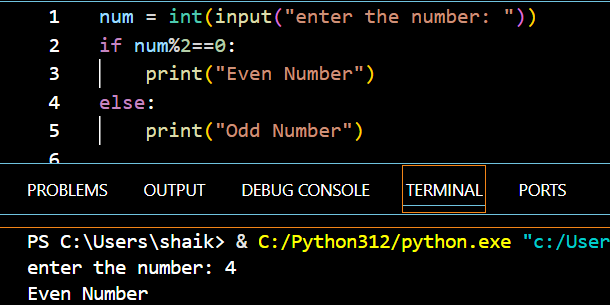 1 num = int(input("enter the number: "))
2 if num%2==0:
3     print("Even Number")
4 else:
5     print("Odd Number")
6
PROBLEMS OUTPUT DEBUG CONSOLE TERMINAL PORTS
PS C:\Users\shaik> & C:/Python312/python.exe "c:/User
enter the number: 4
Even Number